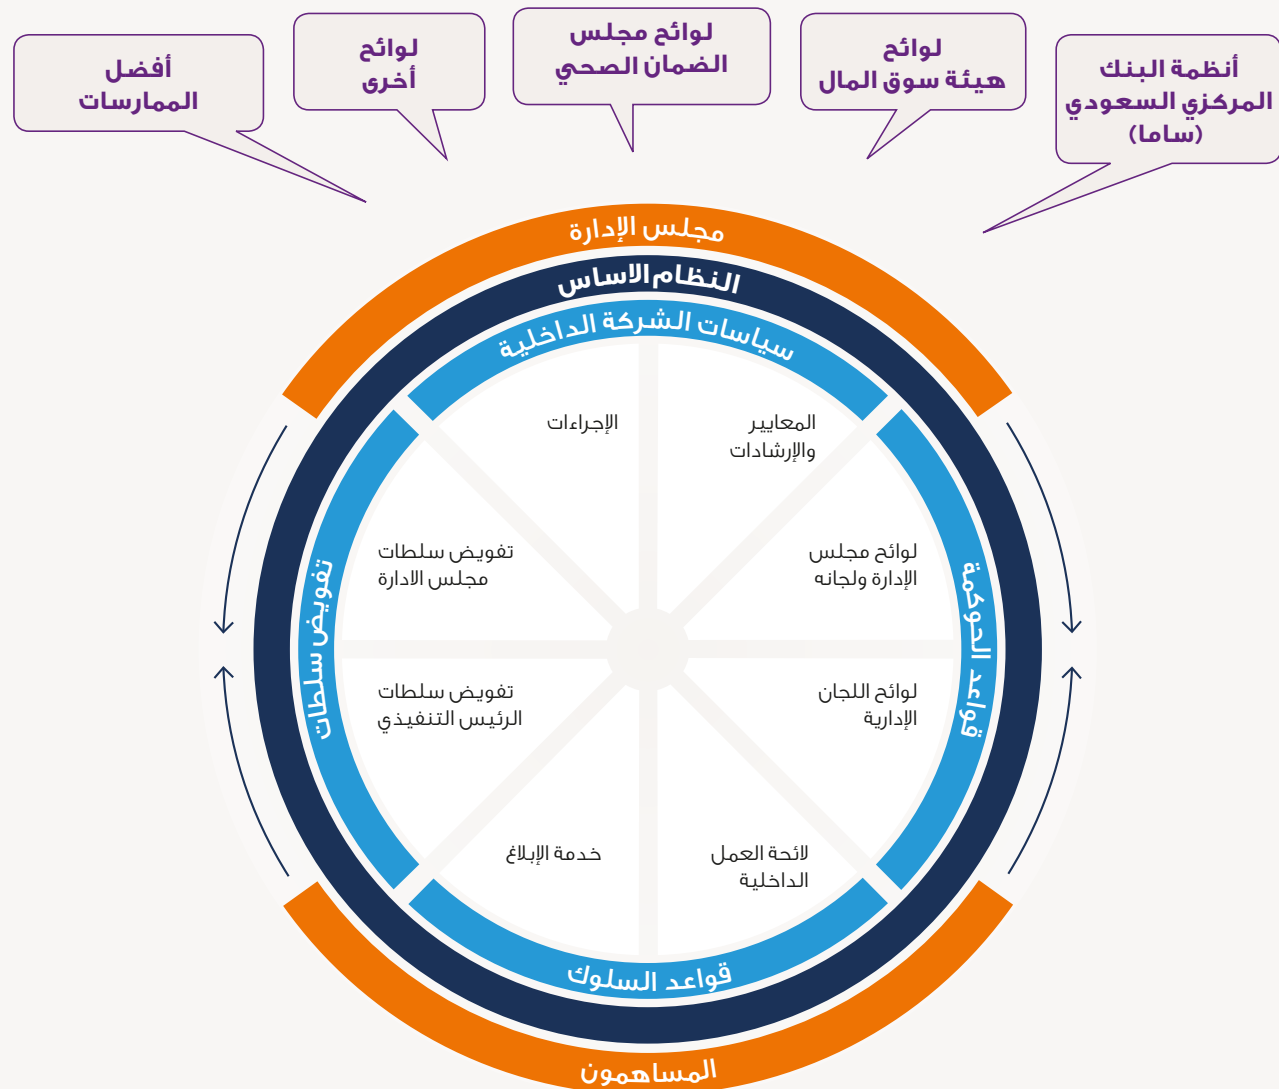 أنظمة البنك
المركزي السعودي
(ساما)
لوائح
هيئة سوق المال
لوائح مجلس
الضمان الصحي
لوائح
أخرى
أفضل
الممارسات
مجلس الإدارة
النظام الاساس
سياسات الشركة الداخلية
المعايير
والإرشادات
الإجراءات
لوائح مجلس
الإدارة ولجانه
تفويض سلطات
مجلس الادارة
قواعد الحوكمة
تفويض سلطات
لوائح اللجان
الإدارية
تفويض سلطات
الرئيس التنفيذي
لائحة العمل
الداخلية
خدمة الإبلاغ
قواعد السلوك
المساهمون